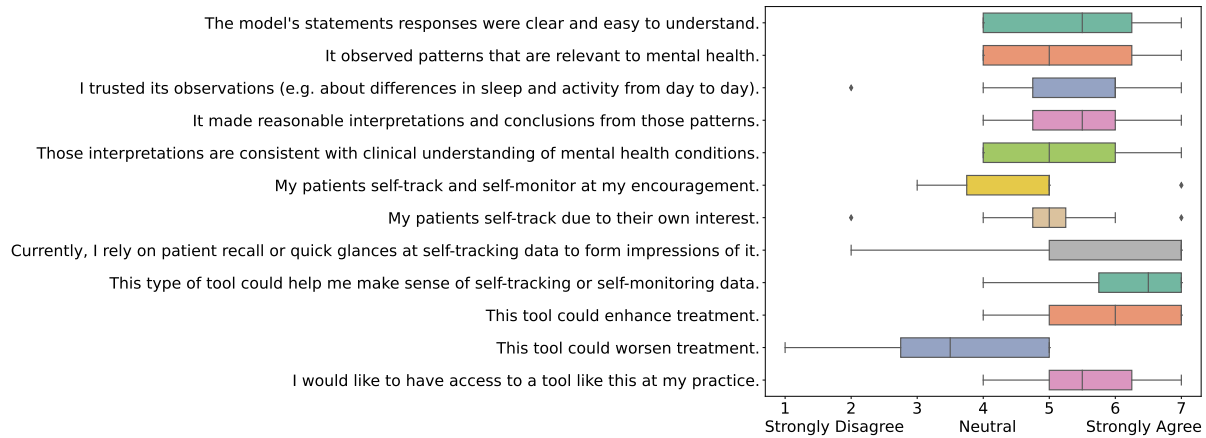 The model's statements responses were clear and easy to understand.
It observed patterns that are relevant to mental health.
I trusted its observations (e.g. about differences in sleep and activity from day to day).
It made reasonable interpretations and conclusions from those patterns.
Those interpretations are consistent with clinical understanding of mental health conditions.
My patients self-track and self-monitor at my encouragement.
My patients self-track due to their own interest.
Currently, I rely on patient recall or quick glances at self-tracking data to form impressions of it.
This type of tool could help me make sense of self-tracking or self-monitoring data.
This tool could enhance treatment.
This tool could worsen treatment.
I would like to have access to a tool like this at my practice.
1 2 3 4 5 6 7
Strongly Disagree Neutral Strongly Agree